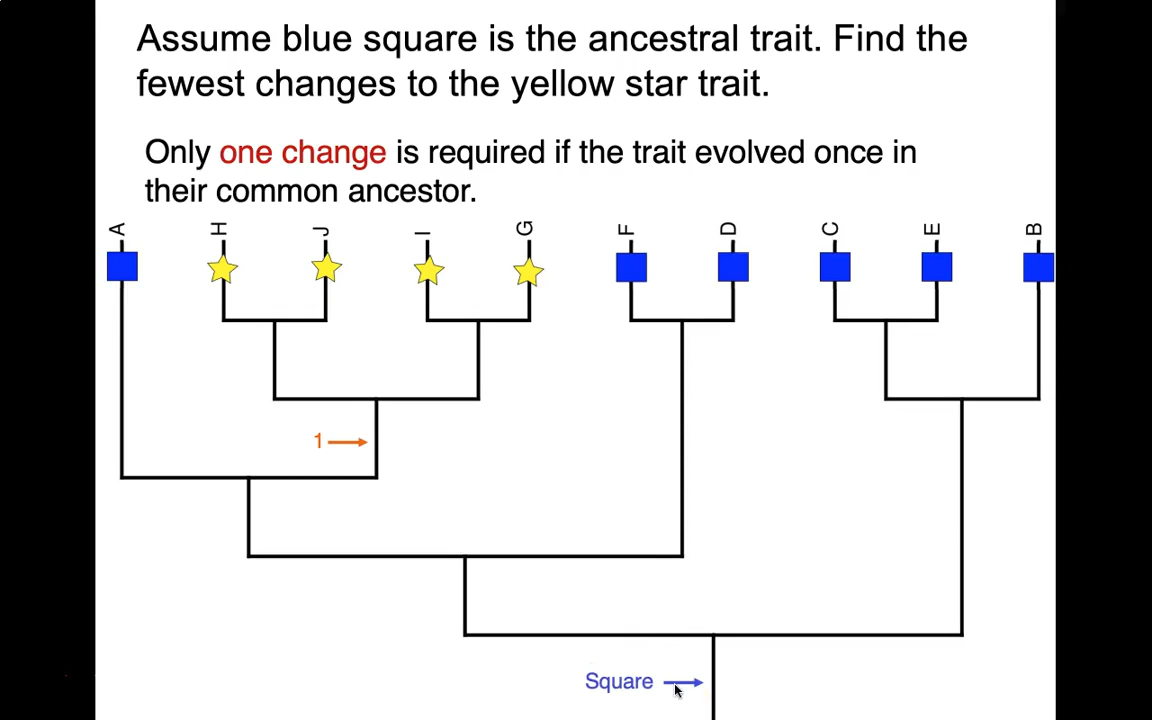 Assume blue square is the ancestral trait. Find the
fewest changes to the yellow star trait.
Only one change is required if the trait evolved once in
their common ancestor.
A H J I G F D C E B
1
Square